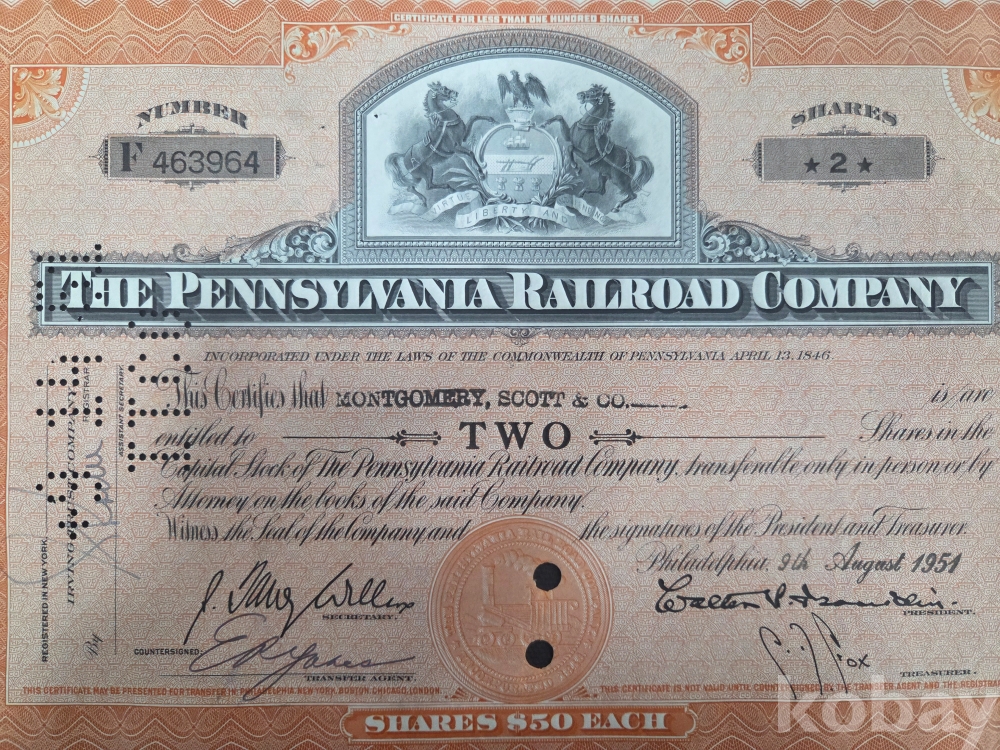 CERTIFICATE FOR LESS THAN ONE HUNDRED SHARES
NUMBER
F 463964
SHARES
★ 2 ★
VIRTUE LIBERTY AND
THE PENNSYLVANIA RAILROAD COMPANY
INCORPORATED UNDER THE LAWS OF THE COMMONWEALTH OF PENNSYLVANIA APRIL 13, 1846
This Certifies that MONTGOMERY, SCOTT & CO. is/are
entitled to TWO Shares in the
Capital Stock of The Pennsylvania Railroad Company, transferable only in person or by
Attorney on the books of the said Company.
Witness the Seal of the Company and the signatures of the President and Treasurer.
Philadelphia, 9th August 1951
SECRETARY.
PRESIDENT.
COUNTERSIGNED:
TRANSFER AGENT.
TREASURER.
REGISTERED IN NEW YORK
IRVING TRUST COMPANY
REGISTRAR
By
ASSISTANT SECRETARY
THIS CERTIFICATE MAY BE TRANSFERRED IN PHILADELPHIA, NEW YORK, BOSTON, CHICAGO, LONDON.
THIS CERTIFICATE IS NOT VALID UNTIL COUNTERSIGNED BY THE TRANSFER AGENT AND THE REGISTRAR
SHARES $50 EACH
kobay